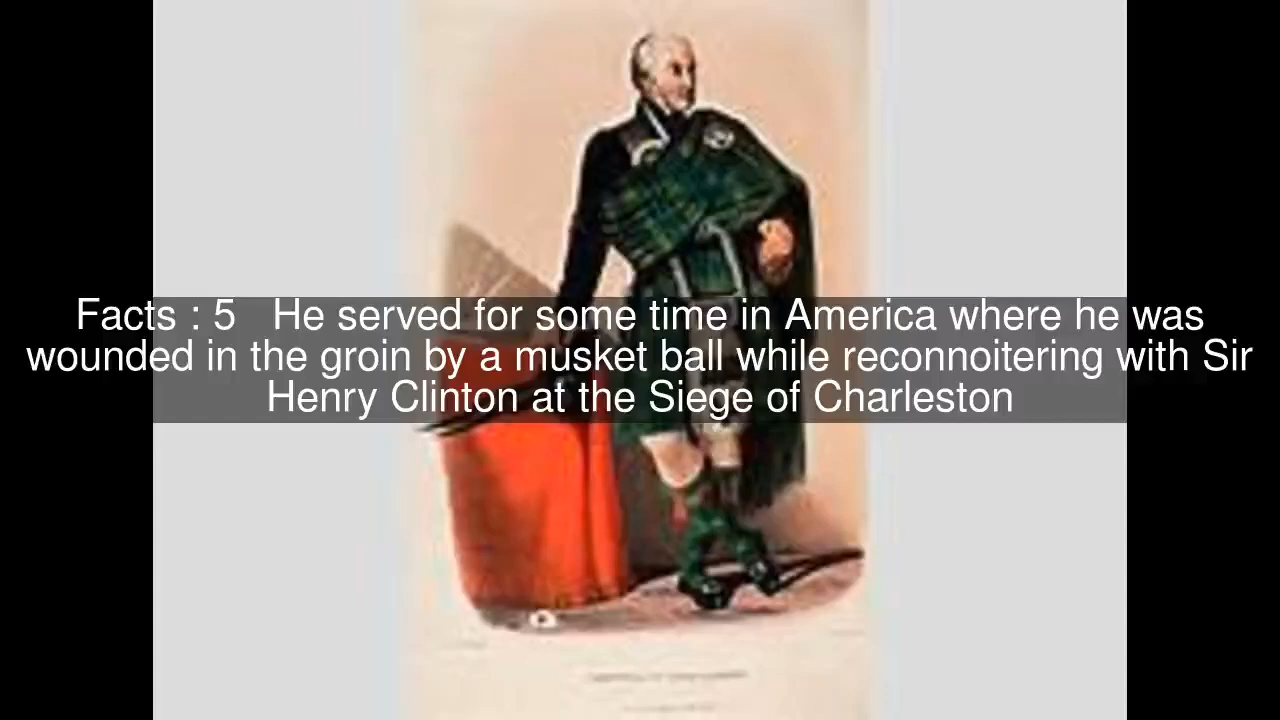 Facts : 5 He served for some time in America where he was
wounded in the groin by a musket ball while reconnoitering with Sir
Henry Clinton at the Siege of Charleston